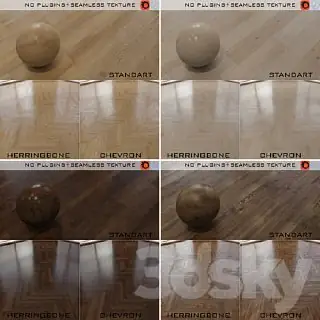 NO PLUGINS+SEAMLESS TEXTURE
NO PLUGINS+SEAMLESS TEXTURE
STANDART
STANDART
HERRINGBONE
CHEVRON
HERRINGBONE
CHEVRON
NO PLUGINS+SEAMLESS TEXTURE
NO PLUGINS+SEAMLESS TEXTURE
STANDART
STANDART
HERRINGBONE
CHEVRON
HERRINGBONE
CHEVRON
3dsky